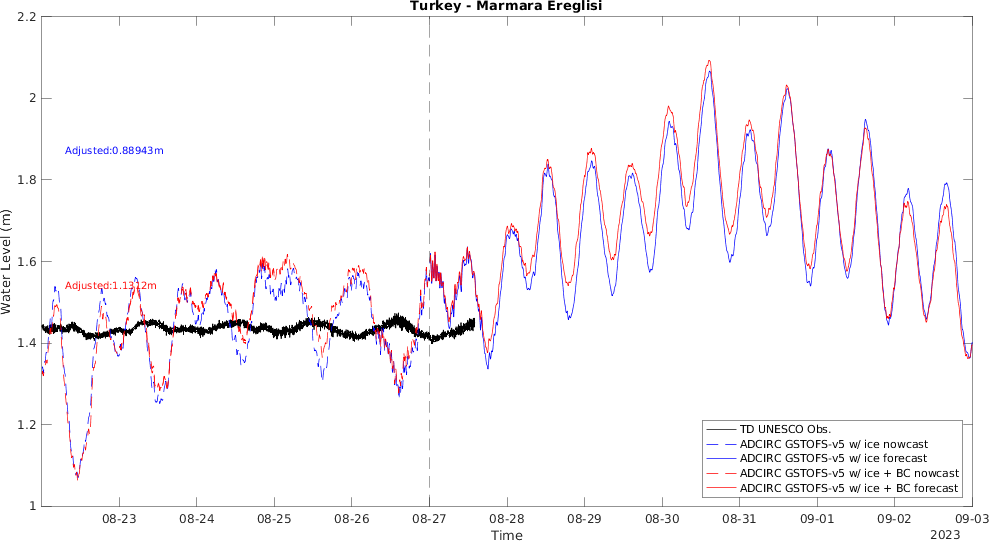 Turkey - Marmara Ereglisi
2.2
2
1.8
1.6
1.4
1.2
1
Water Level (m)
Adjusted:0.88943m
Adjusted:1.1312m
TD UNESCO Obs.
ADCIRC GSTOFS-v5 w/ ice nowcast
ADCIRC GSTOFS-v5 w/ ice forecast
ADCIRC GSTOFS-v5 w/ ice + BC nowcast
ADCIRC GSTOFS-v5 w/ ice + BC forecast
08-23 08-24 08-25 08-26 08-27 08-28 08-29 08-30 08-31 09-01 09-02 09-03
Time
2023